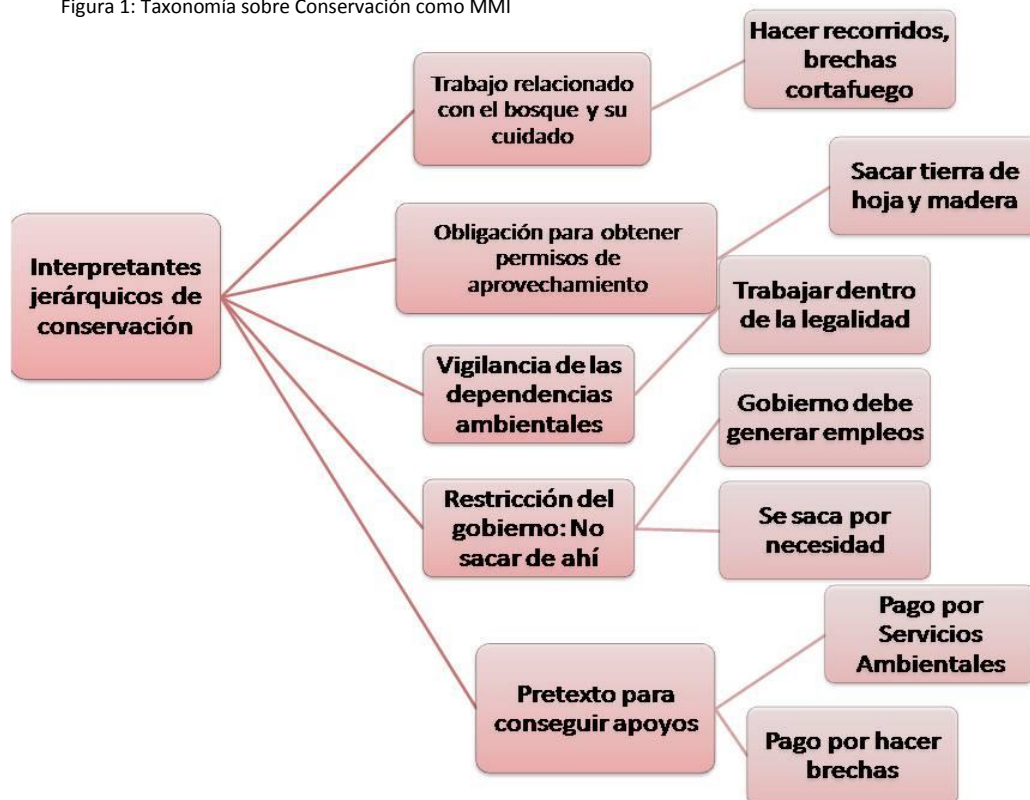 Figura 1: Taxonomía sobre Conservación como MMI
Interpretantes
jerárquicos de
conservación
Trabajo relacionado
con el bosque y su
cuidado
Hacer recorridos,
brechas
cortafuego
Obligación para obtener
permisos de
aprovechamiento
Sacar tierra de
hoja y madera
Vigilancia de las
dependencias
ambientales
Trabajar dentro
de la legalidad
Restricción del
gobierno: No
sacar de ahí
Gobierno debe
generar empleos
Se saca por
necesidad
Pretexto para
conseguir apoyos
Pago por
Servicios
Ambientales
Pago por hacer
brechas